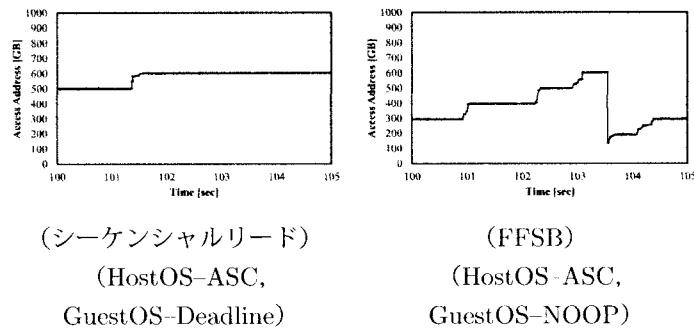 1000
900
800
700
600
500
400
300
200
100
0
Access Address [GB]
100 101 102 103 104 105
Time [sec]
(シーケンシャルリード)
(HostOS–ASC,
GuestOS–Deadline)
1000
900
800
700
600
500
400
300
200
100
0
Access Address [GB]
100 101 102 103 104 105
Time [sec]
(FFSB)
(HostOS–ASC,
GuestOS–NOOP)